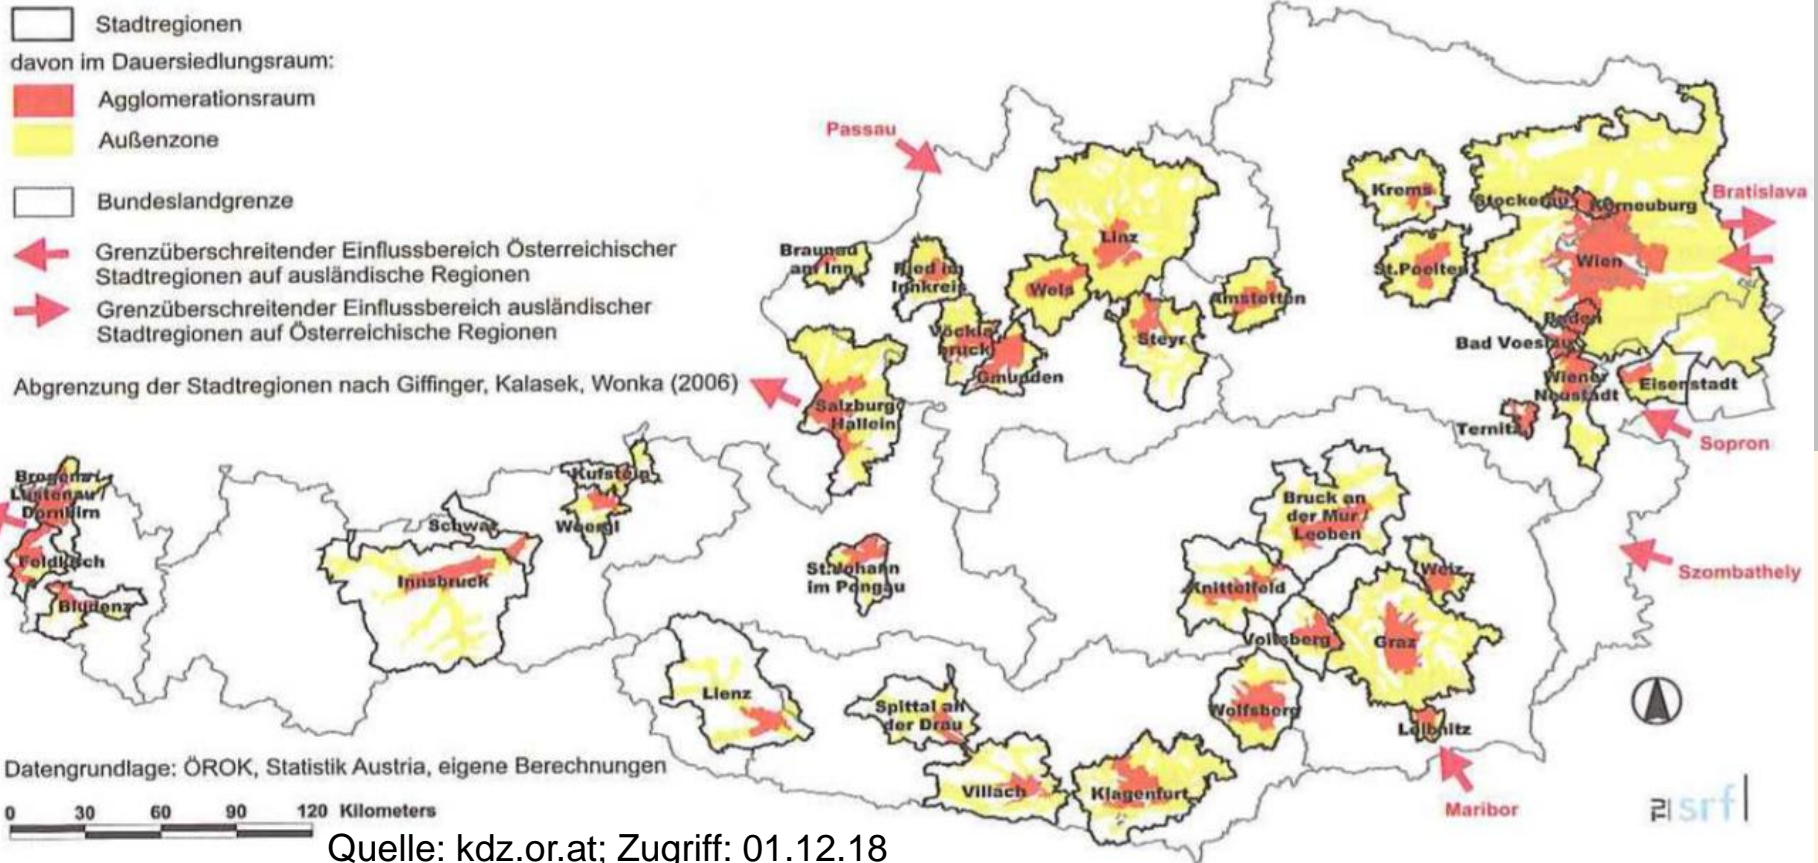 Stadtregionen
davon im Dauersiedlungsraum:
Agglomerationsraum
Außenzone
Bundeslandgrenze
Grenzüberschreitender Einflussbereich Österreichischer
Stadtregionen auf ausländische Regionen
Grenzüberschreitender Einflussbereich ausländischer
Stadtregionen auf Österreichische Regionen
Abgrenzung der Stadtregionen nach Giffinger, Kalasek, Wonka (2006)
Passau
Bratislava
Krems
Stockerau
Korneuburg
Linz
Wien
St.Poelten
Braunau
am Inn
Ried im
Innkreis
Wels
Amstetten
Steyr
Vöckla
bruck
Gmunden
Baden
Bad Voeslau
Wiener
Neustadt
Eisenstadt
Ternitz
Sopron
Salzburg
Hallein
Bregenz/
Lustenau/
Dornbirn
Feldkirch
Bludenz
Kufstein
Woergl
Schwaz
Innsbruck
St.Johann
im Pongau
Bruck an
der Mur
Leoben
Knittelfeld
Weiz
Voitsberg
Graz
Szombathely
Lienz
Spittal an
der Drau
Wolfsberg
Leibnitz
Villach
Klagenfurt
Maribor
Datengrundlage: ÖROK, Statistik Austria, eigene Berechnungen
0 30 60 90 120 Kilometers
srf
Quelle: kdz.or.at; Zugriff: 01.12.18